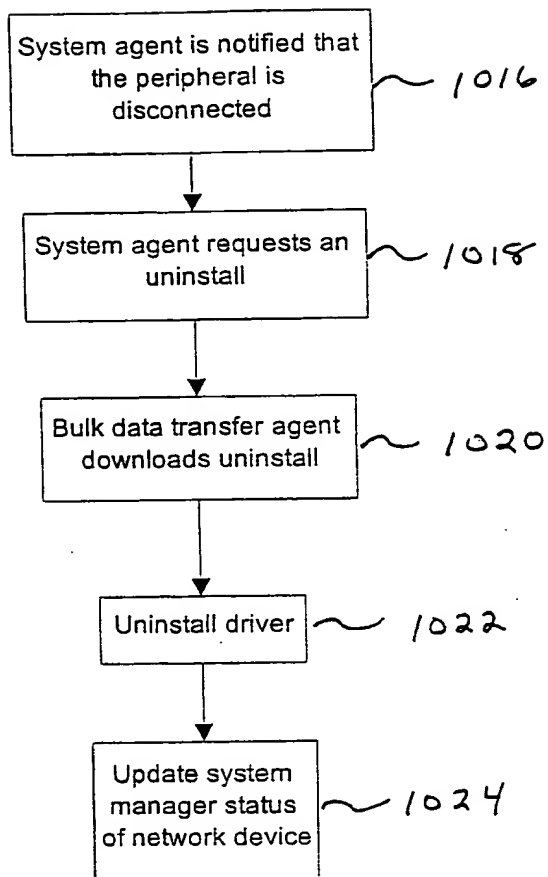 System agent is notified that
the peripheral is
disconnected
1016
System agent requests an
uninstall
1018
Bulk data transfer agent
downloads uninstall
1020
Uninstall driver
1022
Update system
manager status
of network device
1024